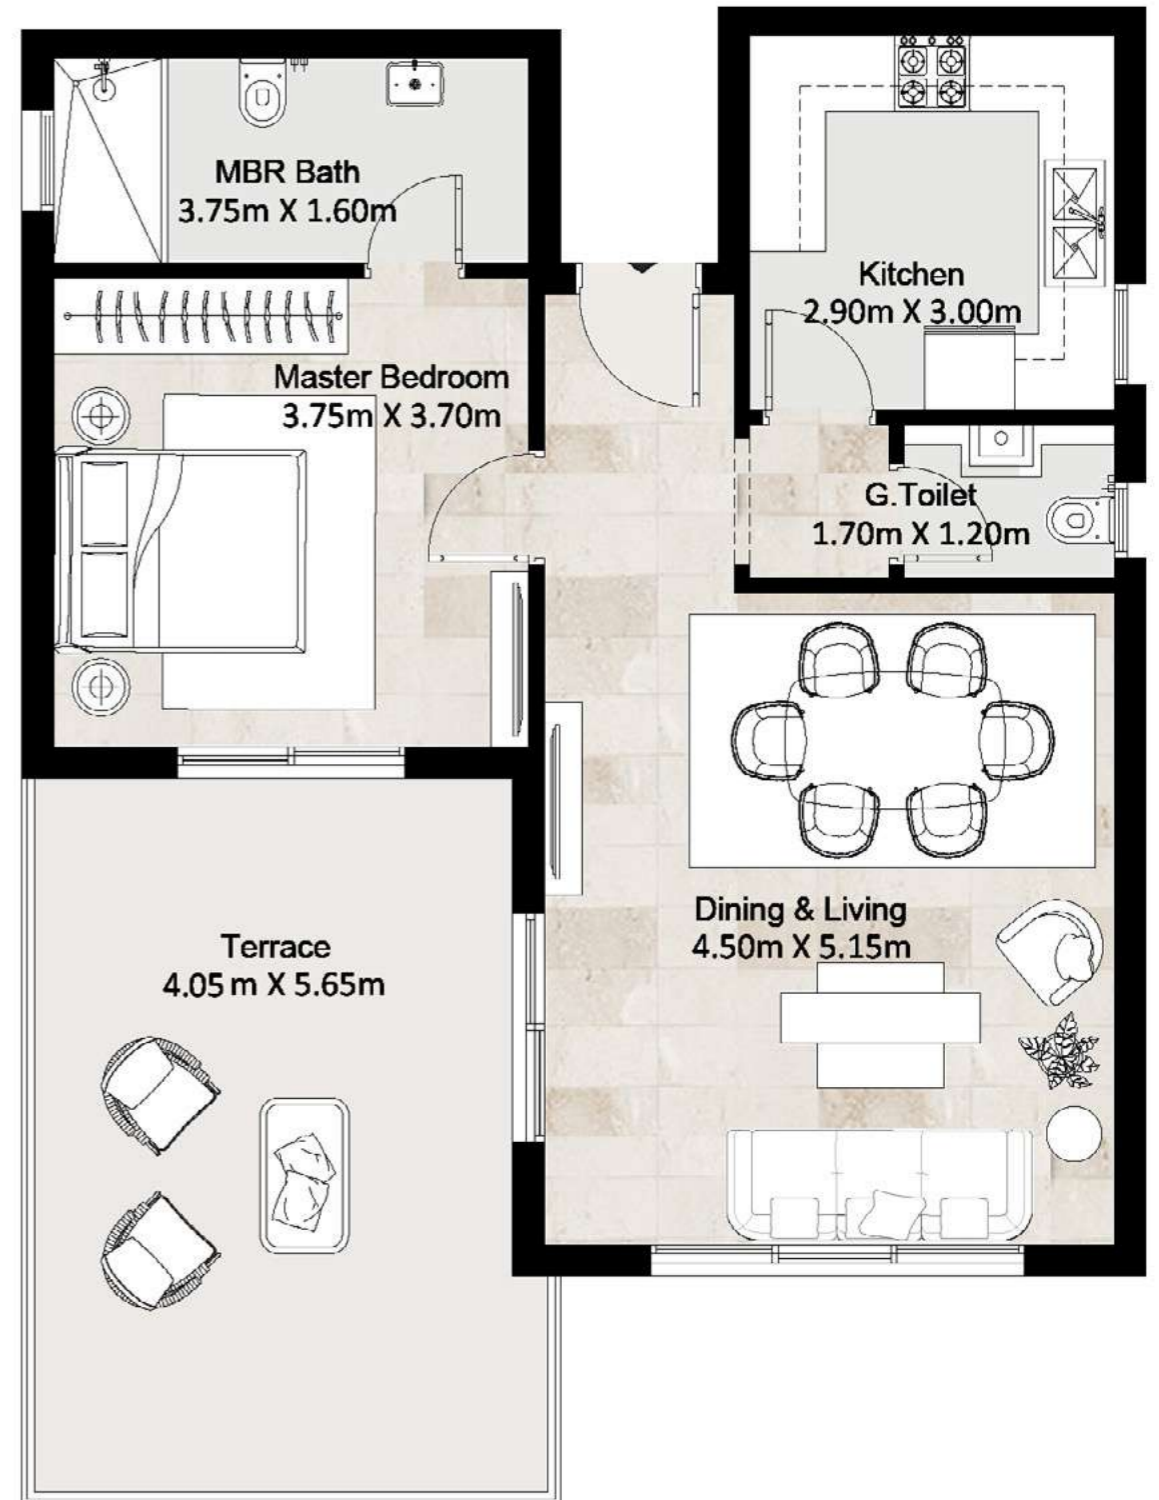 MBR Bath
3.75m X 1.60m
Kitchen
2.90m X 3.00m
Master Bedroom
3.75m X 3.70m
G.Toilet
1.70m X 1.20m
Dining & Living
4.50m X 5.15m
Terrace
4.05 m X 5.65m